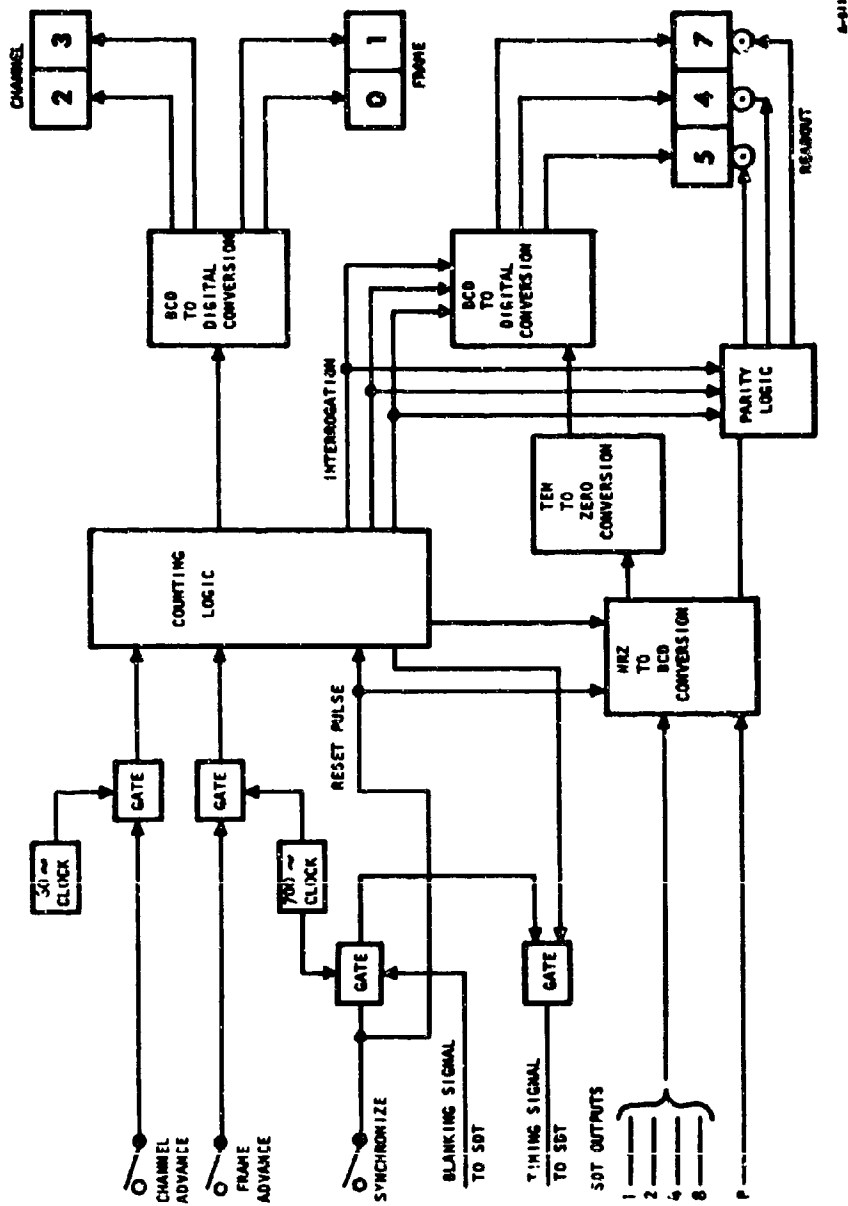 CHANNEL
2 3
0 1
FRAME
BCD
TO
DIGITAL
CONVERSION
INTERROGATION
BCD
TO
DIGITAL
CONVERSION
5 4 7
READOUT
COUNTING
LOGIC
TEN
TO
ZERO
CONVERSION
PARITY
LOGIC
NRZ
TO
BCD
CONVERSION
RESET PULSE
50 ~
CLOCK
GATE
GATE
700 ~
CLOCK
GATE
GATE
CHANNEL
ADVANCE
FRAME
ADVANCE
SYNCHRONIZE
BLANKING SIGNAL
TO SDT
TIMING SIGNAL
TO SDT
SDT OUTPUTS
1
2
4
8
P